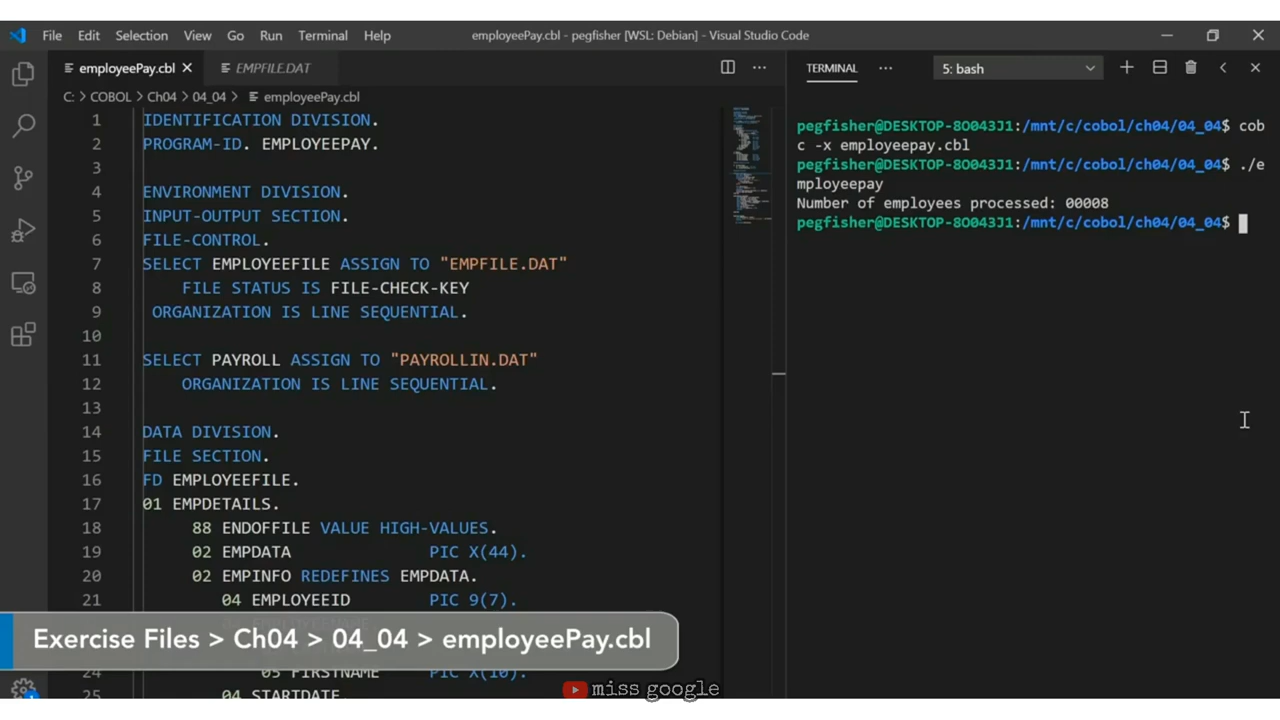 File Edit Selection View Go Run Terminal Help employeePay.cbl - pegfisher [WSL: Debian] - Visual Studio Code
employeePay.cbl EMPFILE.DAT
C: > COBOL > Ch04 > 04_04 > employeePay.cbl
1 IDENTIFICATION DIVISION.
2 PROGRAM-ID. EMPLOYEEPAY.
3
4 ENVIRONMENT DIVISION.
5 INPUT-OUTPUT SECTION.
6 FILE-CONTROL.
7 SELECT EMPLOYEEFILE ASSIGN TO "EMPFILE.DAT"
8 FILE STATUS IS FILE-CHECK-KEY
9 ORGANIZATION IS LINE SEQUENTIAL.
10
11 SELECT PAYROLL ASSIGN TO "PAYROLLIN.DAT"
12 ORGANIZATION IS LINE SEQUENTIAL.
13
14 DATA DIVISION.
15 FILE SECTION.
16 FD EMPLOYEEFILE.
17 01 EMPDETAILS.
18 88 ENDOFFILE VALUE HIGH-VALUES.
19 02 EMPDATA PIC X(44).
20 02 EMPINFO REDEFINES EMPDATA.
21 04 EMPLOYEEID PIC 9(7).
24 05 FIRSTNAME PIC X(10).
25 04 STARTDATE.
TERMINAL 5: bash
pegfisher@DESKTOP-8O043J1:/mnt/c/cobol/ch04/04_04$ cob
c -x employeepay.cbl
pegfisher@DESKTOP-8O043J1:/mnt/c/cobol/ch04/04_04$ ./e
mployeepay
Number of employees processed: 00008
pegfisher@DESKTOP-8O043J1:/mnt/c/cobol/ch04/04_04$
Exercise Files > Ch04 > 04_04 > employeePay.cbl
miss google